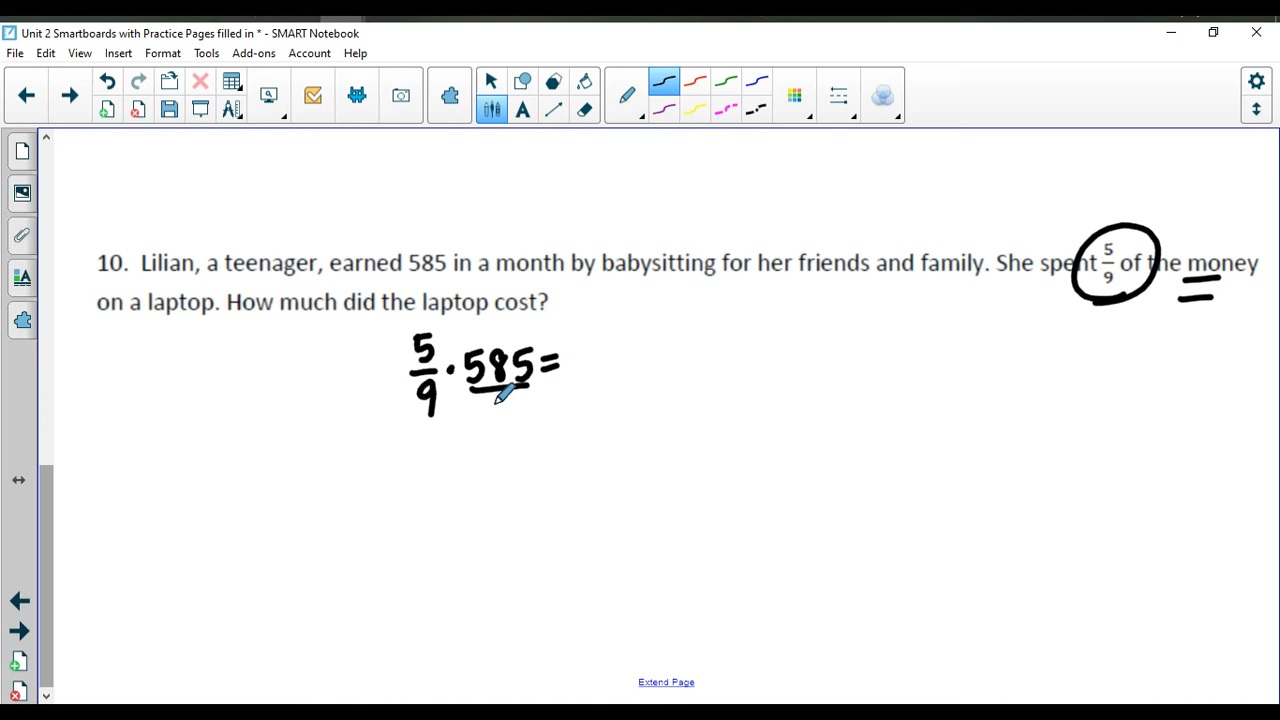 Unit 2 Smartboards with Practice Pages filled in * - SMART Notebook
File Edit View Insert Format Tools Add-ons Account Help
10. Lilian, a teenager, earned 585 in a month by babysitting for her friends and family. She spent 5/9 of the money
on a laptop. How much did the laptop cost?
5/9 · 585 =
Extend Page